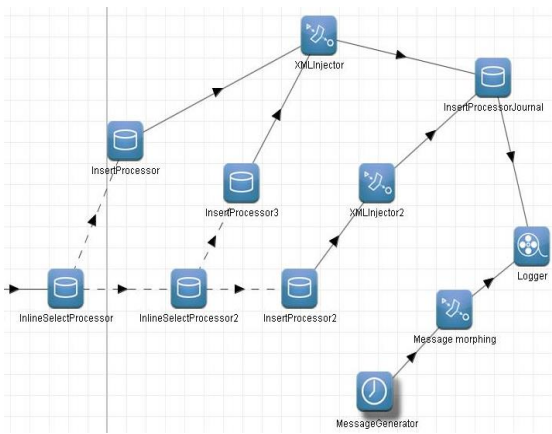 XMLInjector
InsertProcessorJournal
InsertProcessor
InsertProcessor3
XMLInjector2
Logger
InlineSelectProcessor
InlineSelectProcessor2
InsertProcessor2
Message morphing
MessageGenerator